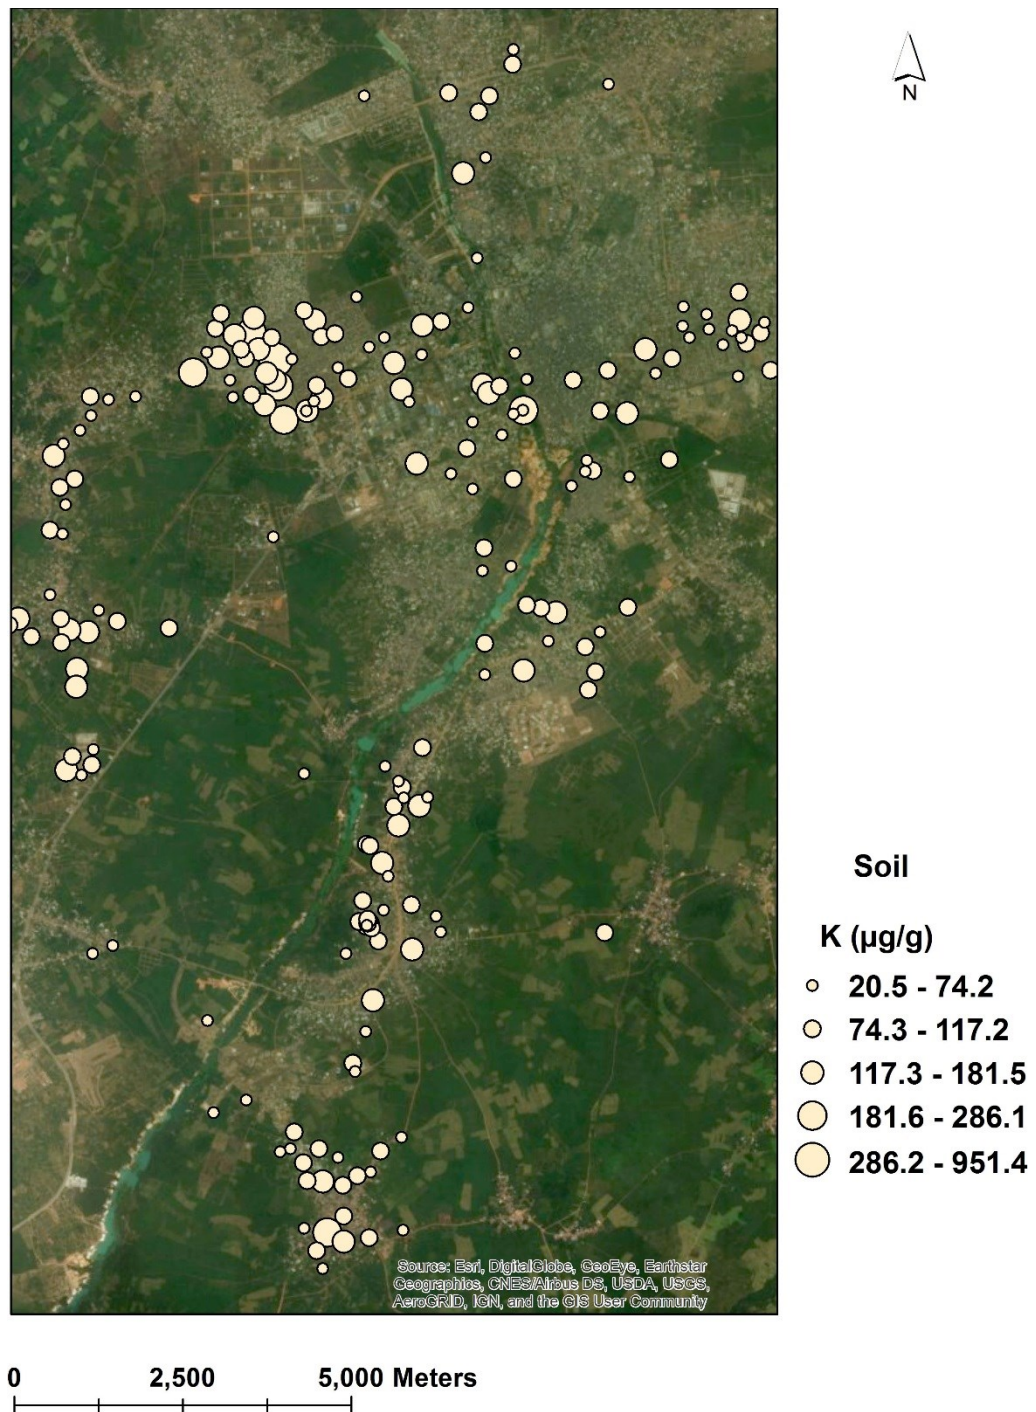 N
Soil
K (µg/g)
20.5 - 74.2
74.3 - 117.2
117.3 - 181.5
181.6 - 286.1
286.2 - 951.4
Source: Esri, DigitalGlobe, GeoEye, Earthstar
Geographics, CNES/Airbus DS, USDA, USGS,
AeroGRID, IGN, and the GIS User Community
0 2,500 5,000 Meters